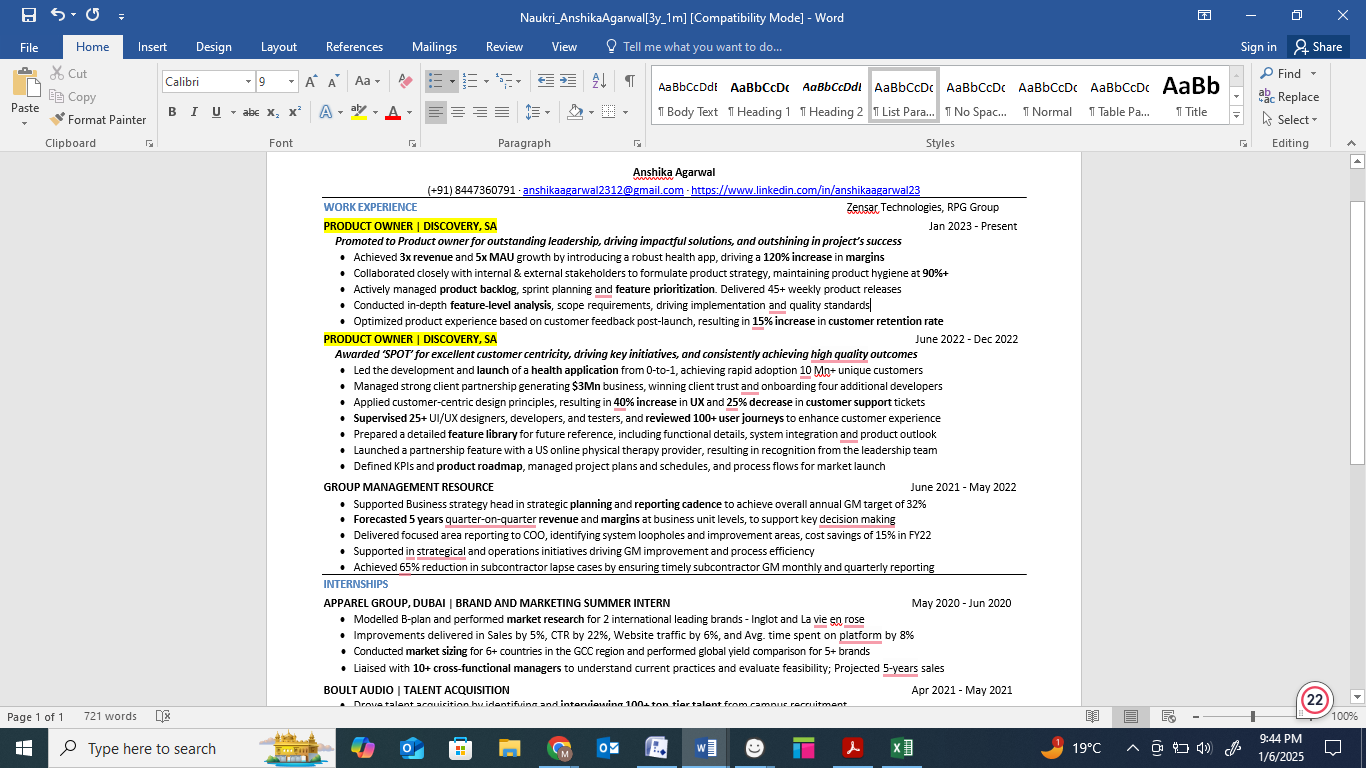 Naukri_AnshikaAgarwal[3y_1m] [Compatibility Mode] - Word
File Home Insert Design Layout References Mailings Review View Tell me what you want to do... Sign in Share
Paste Cut Copy Format Painter
Calibri 9
B I U abc x₂ x² A ab A
AaBbCcDdE AaBbCcDc AaBbCcDdE AaBbCcDc AaBbCcDc AaBbCcDc AaBbCcDc AaBb
¶ Body Text ¶ Heading 1 ¶ Heading 2 ¶ List Para... ¶ No Spac... ¶ Normal ¶ Table Pa... ¶ Title
Find Replace Select
Clipboard Font Paragraph Styles Editing
Anshika Agarwal
(+91) 8447360791 · anshikaagarwal2312@gmail.com · https://www.linkedin.com/in/anshikaagarwal23
WORK EXPERIENCE Zensar Technologies, RPG Group
PRODUCT OWNER | DISCOVERY, SA Jan 2023 - Present
Promoted to Product owner for outstanding leadership, driving impactful solutions, and outshining in project's success
• Achieved 3x revenue and 5x MAU growth by introducing a robust health app, driving a 120% increase in margins
• Collaborated closely with internal & external stakeholders to formulate product strategy, maintaining product hygiene at 90%+
• Actively managed product backlog, sprint planning and feature prioritization. Delivered 45+ weekly product releases
• Conducted in-depth feature-level analysis, scope requirements, driving implementation and quality standards
• Optimized product experience based on customer feedback post-launch, resulting in 15% increase in customer retention rate
PRODUCT OWNER | DISCOVERY, SA June 2022 - Dec 2022
Awarded ‘SPOT’ for excellent customer centricity, driving key initiatives, and consistently achieving high quality outcomes
• Led the development and launch of a health application from 0-to-1, achieving rapid adoption 10 Mn+ unique customers
• Managed strong client partnership generating $3Mn business, winning client trust and onboarding four additional developers
• Applied customer-centric design principles, resulting in 40% increase in UX and 25% decrease in customer support tickets
• Supervised 25+ UI/UX designers, developers, and testers, and reviewed 100+ user journeys to enhance customer experience
• Prepared a detailed feature library for future reference, including functional details, system integration and product outlook
• Launched a partnership feature with a US online physical therapy provider, resulting in recognition from the leadership team
• Defined KPIs and product roadmap, managed project plans and schedules, and process flows for market launch
GROUP MANAGEMENT RESOURCE June 2021 - May 2022
• Supported Business strategy head in strategic planning and reporting cadence to achieve overall annual GM target of 32%
• Forecasted 5 years quarter-on-quarter revenue and margins at business unit levels, to support key decision making
• Delivered focused area reporting to COO, identifying system loopholes and improvement areas, cost savings of 15% in FY22
• Supported in strategical and operations initiatives driving GM improvement and process efficiency
• Achieved 65% reduction in subcontractor lapse cases by ensuring timely subcontractor GM monthly and quarterly reporting
INTERNSHIPS
APPAREL GROUP, DUBAI | BRAND AND MARKETING SUMMER INTERN May 2020 - Jun 2020
• Modelled B-plan and performed market research for 2 international leading brands - Inglot and La vie en rose
• Improvements delivered in Sales by 5%, CTR by 22%, Website traffic by 6%, and Avg. time spent on platform by 8%
• Conducted market sizing for 6+ countries in the GCC region and performed global yield comparison for 5+ brands
• Liaised with 10+ cross-functional managers to understand current practices and evaluate feasibility; Projected 5-years sales
BOULT AUDIO | TALENT ACQUISITION Apr 2021 - May 2021
• Drove talent acquisition by identifying and interviewing 100+ top-tier talent from campus recruitment
22
Page 1 of 1 721 words 100%
Type here to search 1 19°C 9:44 PM
1/6/2025